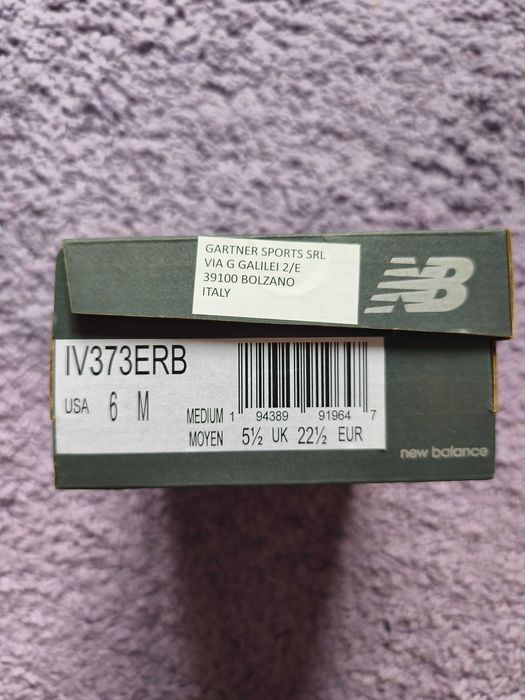 GARTNER SPORTS SRL
VIA G GALILEI 2/E
39100 BOLZANO
ITALY
NB
IV373ERB
USA 6 M
MEDIUM 1 94389 91964 7
MOYEN 5½ UK 22½ EUR
new balance